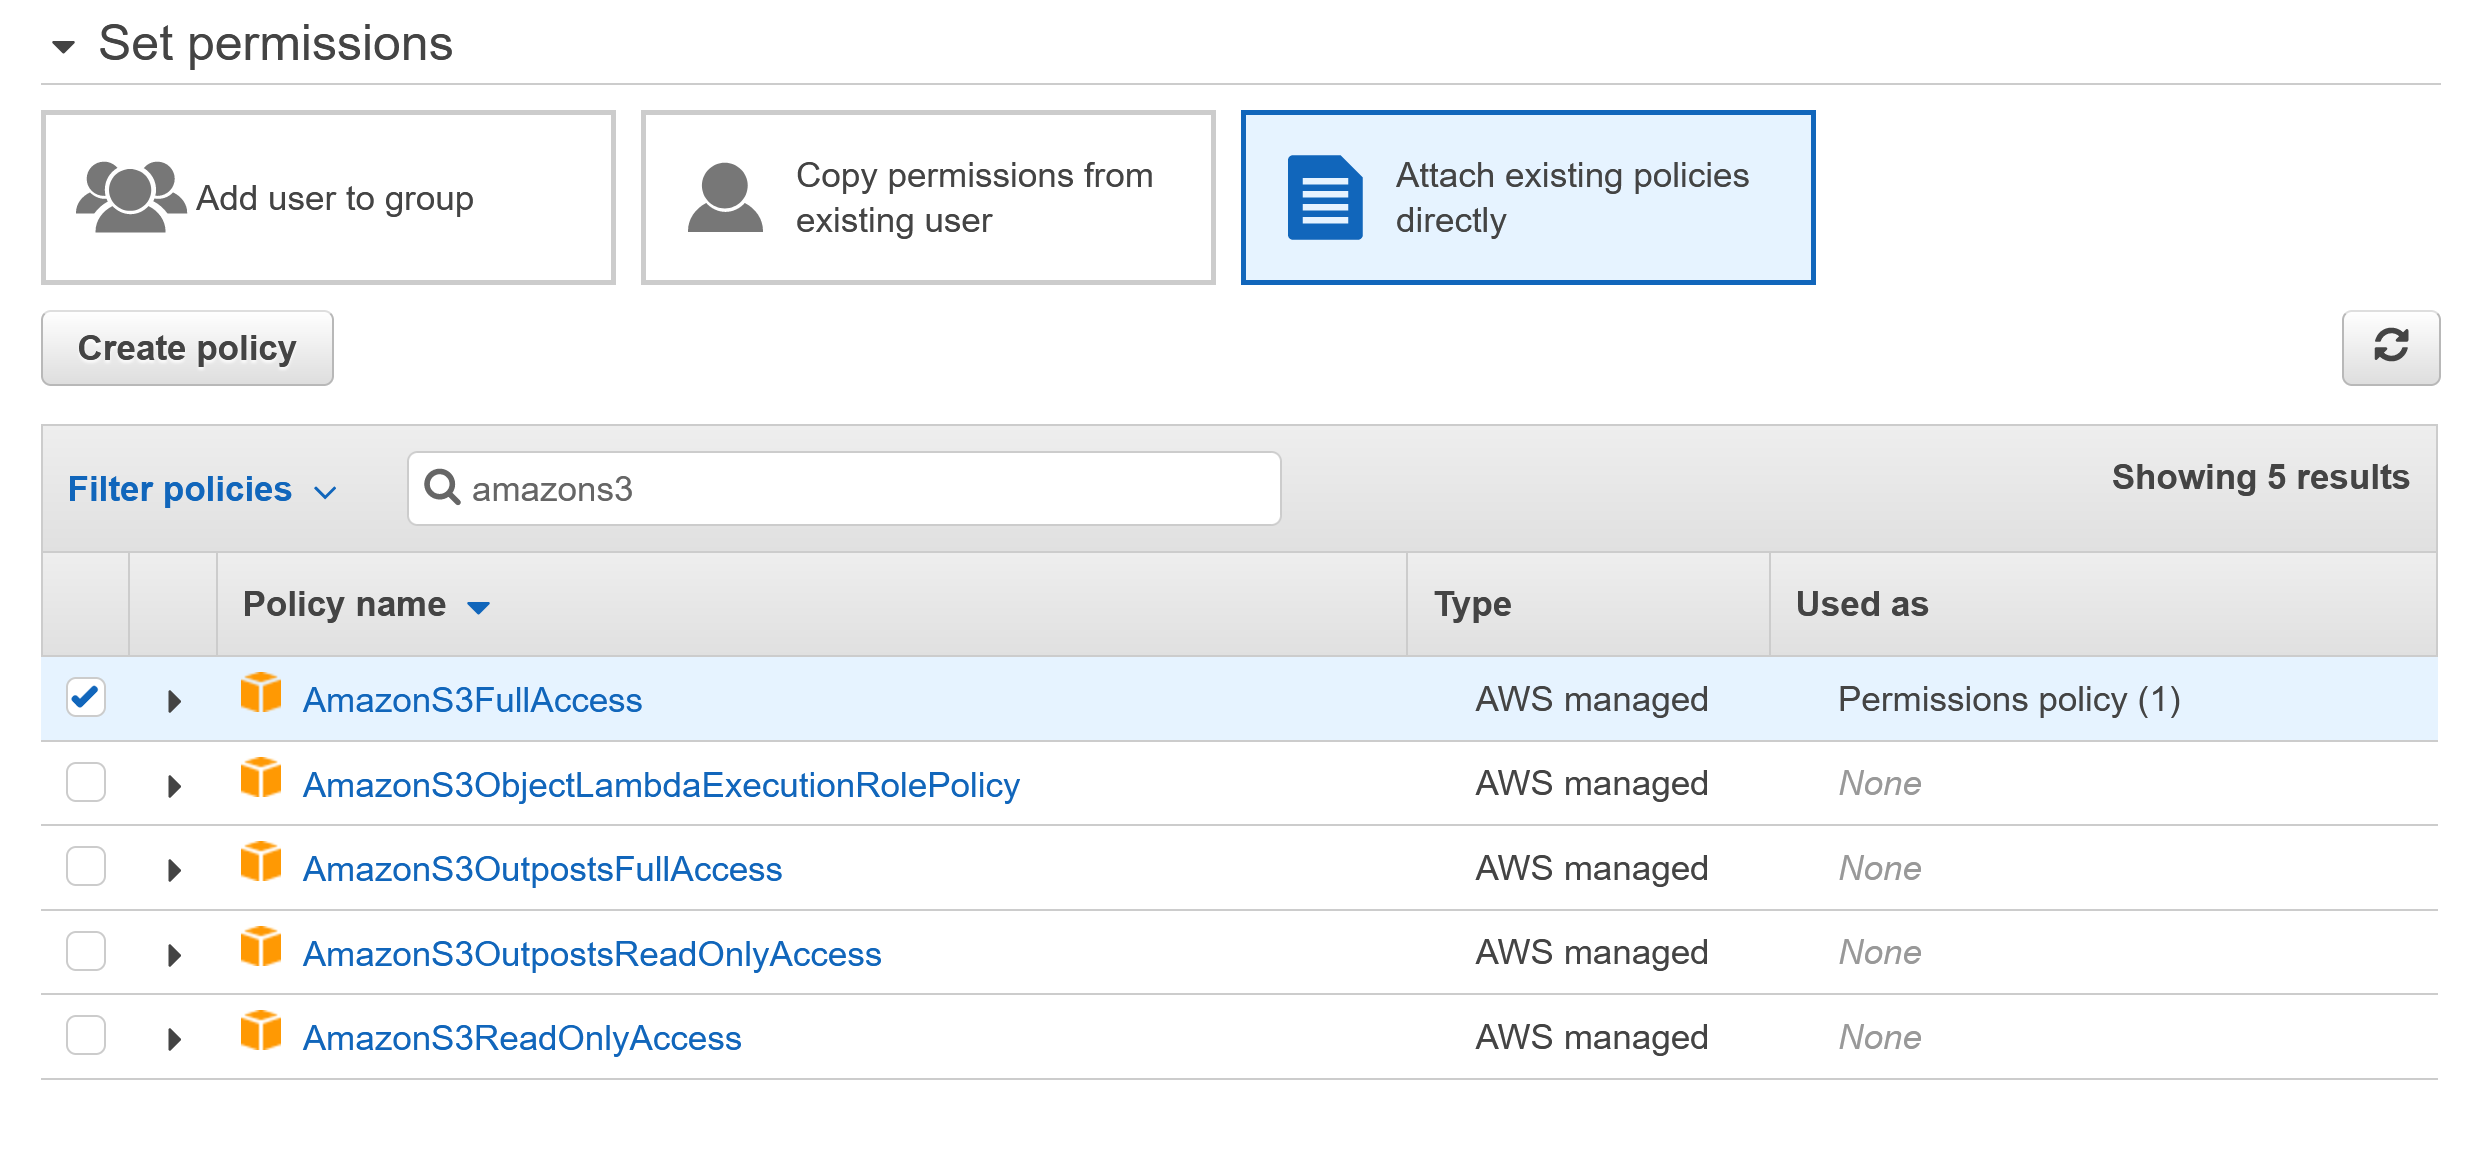 Set permissions
Add user to group
Copy permissions from
existing user
Attach existing policies
directly
Create policy
Filter policies
amazons3
Showing 5 results
Policy name
Type
Used as
AmazonS3FullAccess
AWS managed
Permissions policy (1)
AmazonS3ObjectLambdaExecutionRolePolicy
AWS managed
None
AmazonS3OutpostsFullAccess
AWS managed
None
AmazonS3OutpostsReadOnlyAccess
AWS managed
None
AmazonS3ReadOnlyAccess
AWS managed
None